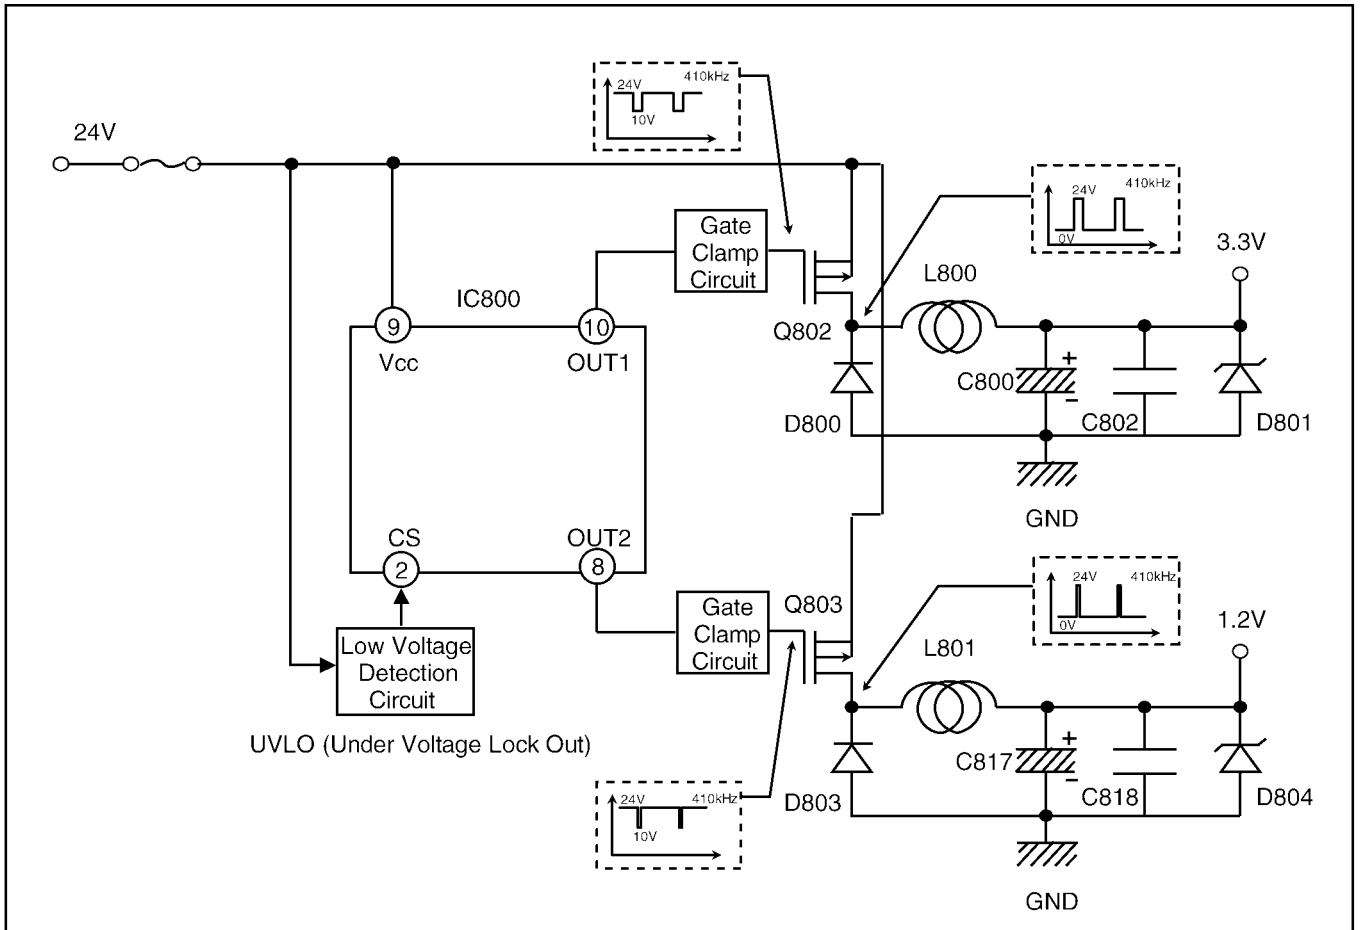 24V
410kHz
10V
24V
24V
410kHz
0V
Gate
Clamp
Circuit
3.3V
L800
IC800
9
10
Vcc
OUT1
Q802
C800
+
−
C802
D800
D801
GND
CS
OUT2
2
8
Gate
Clamp
Circuit
Q803
24V
410kHz
0V
1.2V
L801
Low Voltage
Detection
Circuit
UVLO (Under Voltage Lock Out)
C817
+
−
C818
D803
D804
24V
410kHz
10V
GND